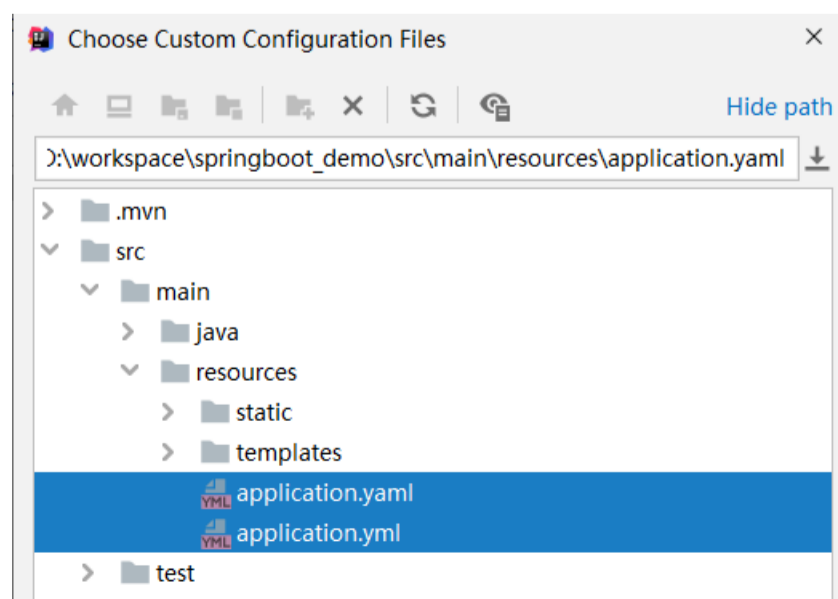 Choose Custom Configuration Files
Hide path
):\workspace\springboot_demo\src\main\resources\application.yaml
.mvn
src
main
java
resources
static
templates
YML application.yaml
YML application.yml
test